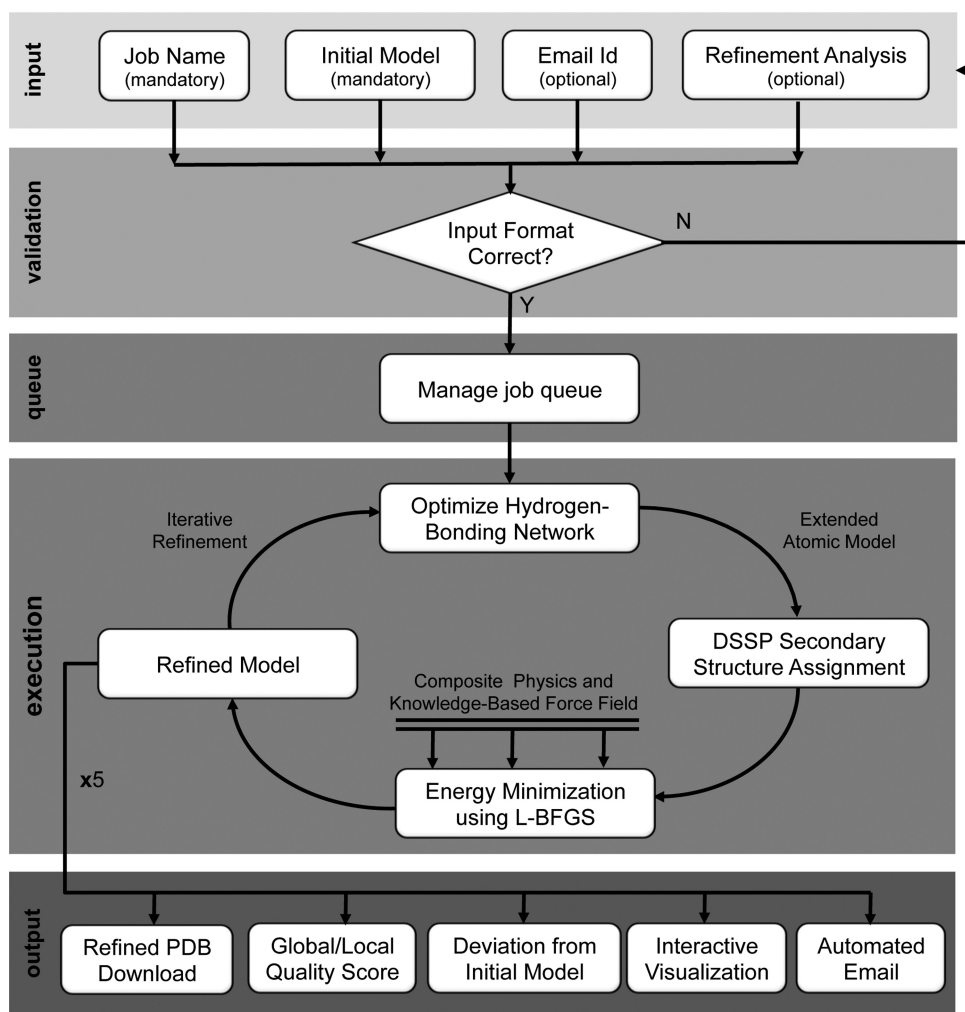 input
Job Name
(mandatory)
Initial Model
(mandatory)
Email Id
(optional)
Refinement Analysis
(optional)
validation
Input Format
Correct?
N
Y
queue
Manage job queue
execution
Optimize Hydrogen-
Bonding Network
Iterative
Refinement
Extended
Atomic Model
Refined Model
DSSP Secondary
Structure Assignment
Composite Physics and
Knowledge-Based Force Field
Energy Minimization
using L-BFGS
x5
output
Refined PDB
Download
Global/Local
Quality Score
Deviation from
Initial Model
Interactive
Visualization
Automated
Email